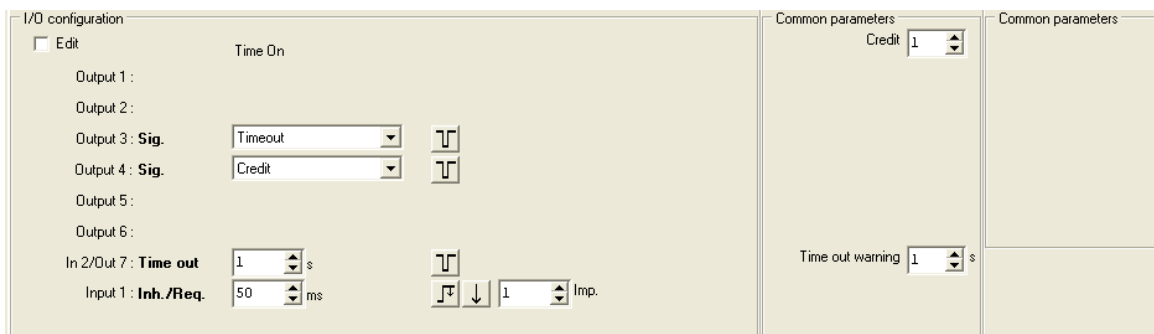 I/O configuration
Common parameters
Common parameters
Edit
Time On
Credit 1
Output 1 :
Output 2 :
Output 3 : Sig. Timeout
Output 4 : Sig. Credit
Output 5 :
Output 6 :
In 2/Out 7 : Time out 1 s
Time out warning 1 s
Input 1 : Inh./Req. 50 ms 1 Imp.